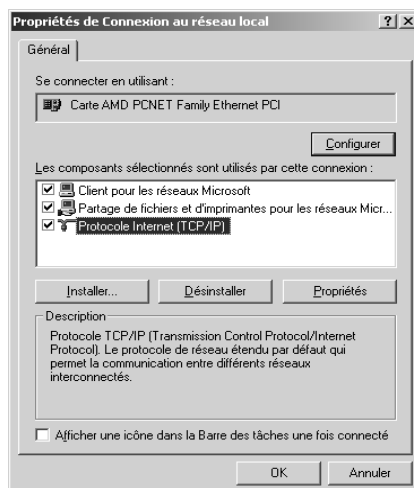 Propriétés de Connexion au réseau local
Général
Se connecter en utilisant :
Carte AMD PCNET Family Ethernet PCI
Configurer
Les composants sélectionnés sont utilisés par cette connexion :
Client pour les réseaux Microsoft
Partage de fichiers et d'imprimantes pour les réseaux Micr...
Protocole Internet (TCP/IP)
Installer... Désinstaller Propriétés
Description
Protocole TCP/IP (Transmission Control Protocol/Internet
Protocol). Le protocole de réseau étendu par défaut qui
permet la communication entre différents réseaux
interconnectés.
Afficher une icône dans la Barre des tâches une fois connecté
OK Annuler